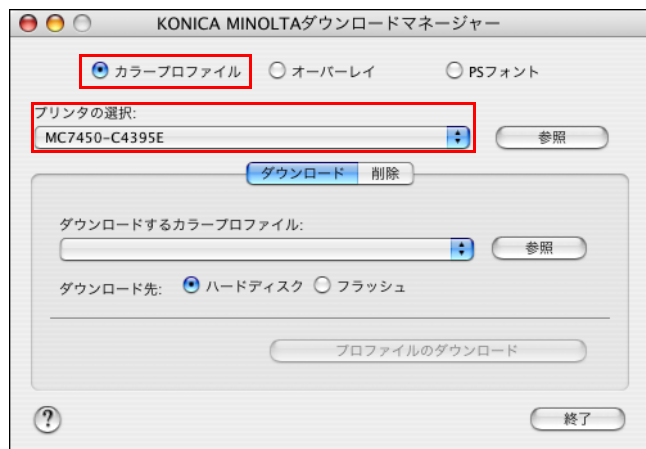 KONICA MINOLTAダウンロードマネージャー
カラープロファイル オーバーレイ PSフォント
プリンタの選択:
MC7450-C4395E 参照
ダウンロード 削除
ダウンロードするカラープロファイル:
参照
ダウンロード先: ハードディスク フラッシュ
プロファイルのダウンロード
? 終了